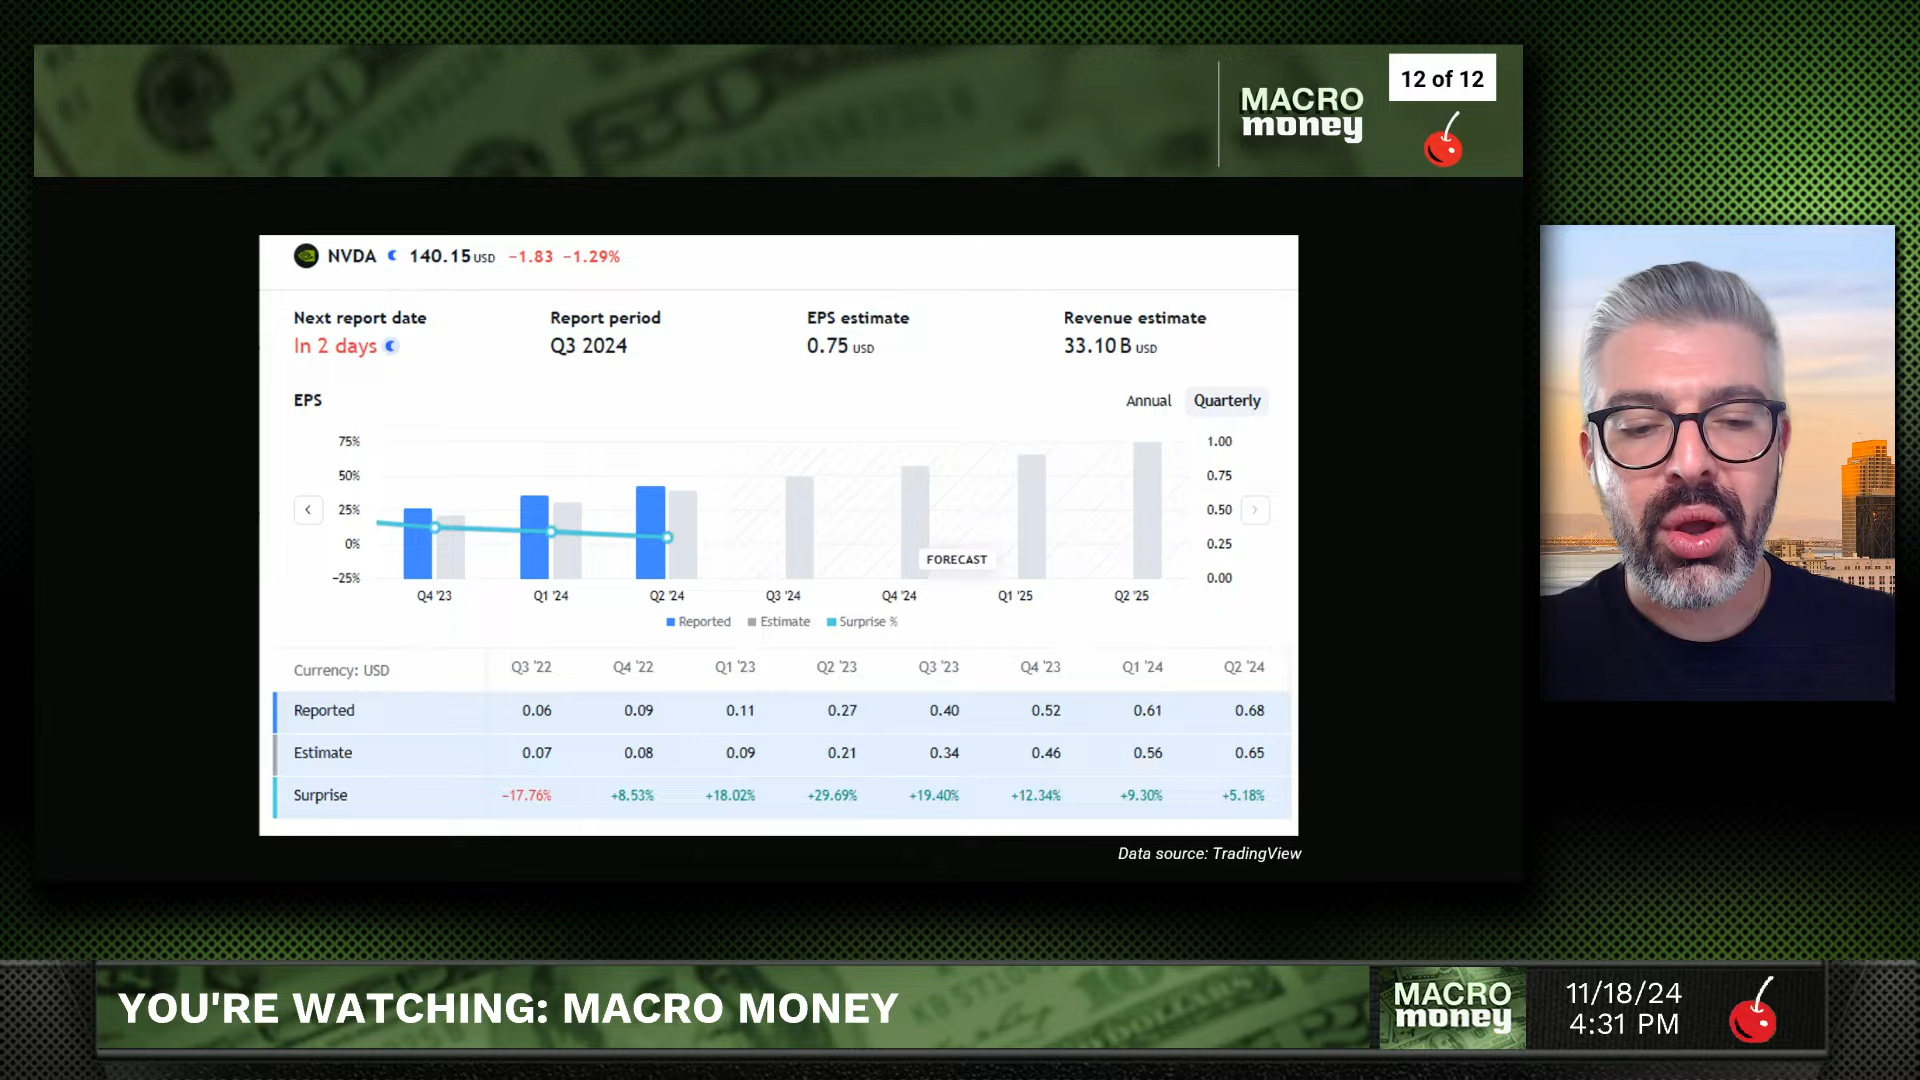 MACRO
money
12 of 12
NVDA 140.15 USD −1.83 −1.29%
Next report date Report period EPS estimate Revenue estimate
In 2 days Q3 2024 0.75 USD 33.10 B USD
EPS Annual Quarterly
75% 1.00
50% 0.75
25% 0.50
0% 0.25
−25% 0.00
FORECAST
Q4 '23 Q1 '24 Q2 '24 Q3 '24 Q4 '24 Q1 '25 Q2 '25
Reported Estimate Surprise %
Currency: USD Q3 '22 Q4 '22 Q1 '23 Q2 '23 Q3 '23 Q4 '23 Q1 '24 Q2 '24
Reported 0.06 0.09 0.11 0.27 0.40 0.52 0.61 0.68
Estimate 0.07 0.08 0.09 0.21 0.34 0.46 0.56 0.65
Surprise −17.76% +8.53% +18.02% +29.69% +19.40% +12.34% +9.30% +5.18%
Data source: TradingView
YOU'RE WATCHING: MACRO MONEY
MACRO
money
11/18/24
4:31 PM